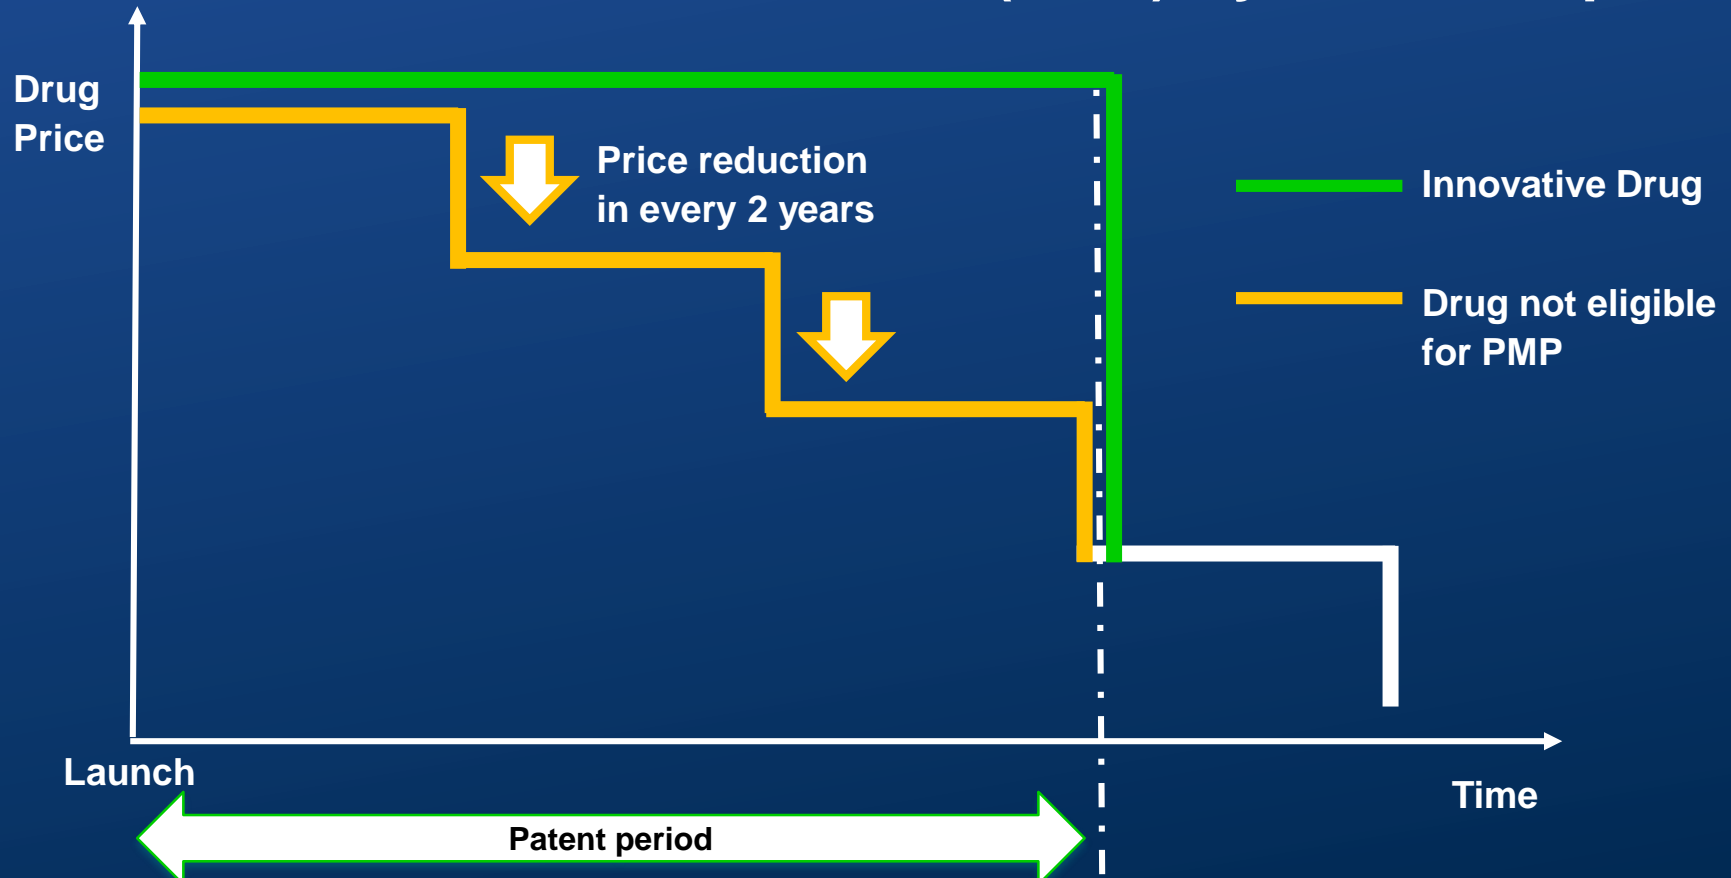 Drug
Price
Price reduction
in every 2 years
Innovative Drug
Drug not eligible
for PMP
Launch
Time
Patent period